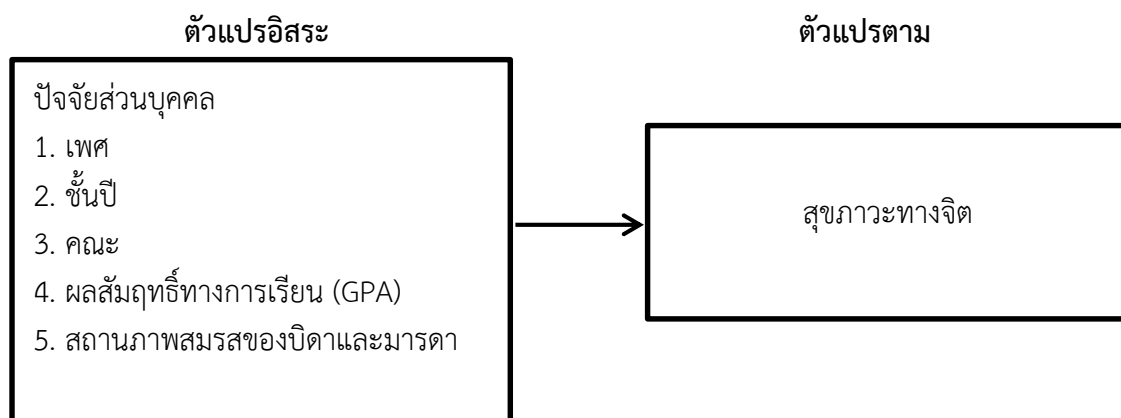 ตัวแปรอิสระ
ตัวแปรตาม
ปัจจัยส่วนบุคคล
1. เพศ
2. ชั้นปี
3. คณะ
4. ผลสัมฤทธิ์ทางการเรียน (GPA)
5. สถานภาพสมรสของบิดาและมารดา
สุขภาวะทางจิต